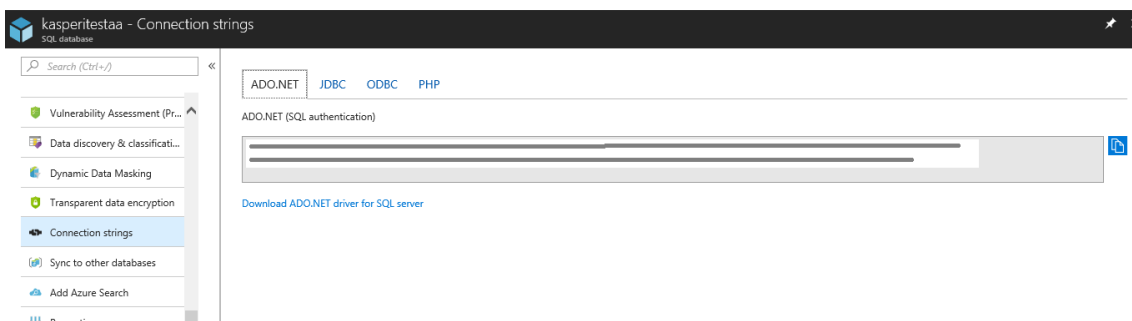 kasperitestaa - Connection strings
SQL database
Search (Ctrl+/)
Vulnerability Assessment (Pr...
Data discovery & classificati...
Dynamic Data Masking
Transparent data encryption
Connection strings
Sync to other databases
Add Azure Search
ADO.NET JDBC ODBC PHP
ADO.NET (SQL authentication)
Download ADO.NET driver for SQL server